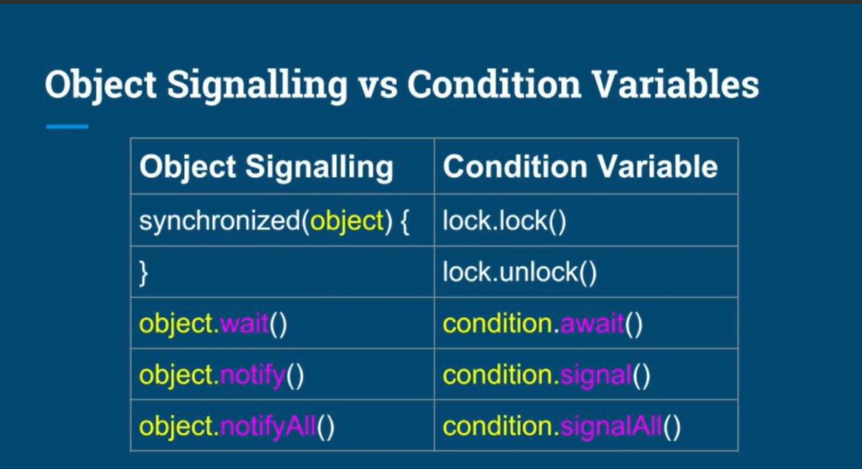 Object Signalling vs Condition Variables
Object Signalling Condition Variable
synchronized(object) { lock.lock()
} lock.unlock()
object.wait() condition.await()
object.notify() condition.signal()
object.notifyAll() condition.signalAll()